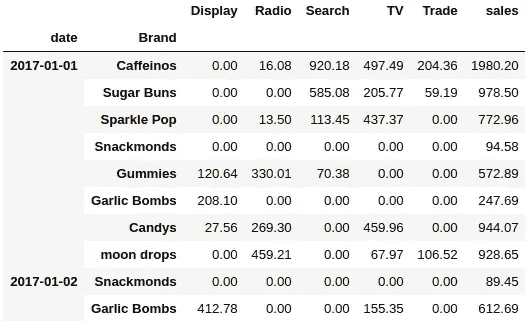 Display Radio Search TV Trade sales
date Brand
2017-01-01 Caffeinos 0.00 16.08 920.18 497.49 204.36 1980.20
Sugar Buns 0.00 0.00 585.08 205.77 59.19 978.50
Sparkle Pop 0.00 13.50 113.45 437.37 0.00 772.96
Snackmonds 0.00 0.00 0.00 0.00 0.00 94.58
Gummies 120.64 330.01 70.38 0.00 0.00 572.89
Garlic Bombs 208.10 0.00 0.00 0.00 0.00 247.69
Candys 27.56 269.30 0.00 459.96 0.00 944.07
moon drops 0.00 459.21 0.00 67.97 106.52 928.65
2017-01-02 Snackmonds 0.00 0.00 0.00 0.00 0.00 89.45
Garlic Bombs 412.78 0.00 0.00 155.35 0.00 612.69